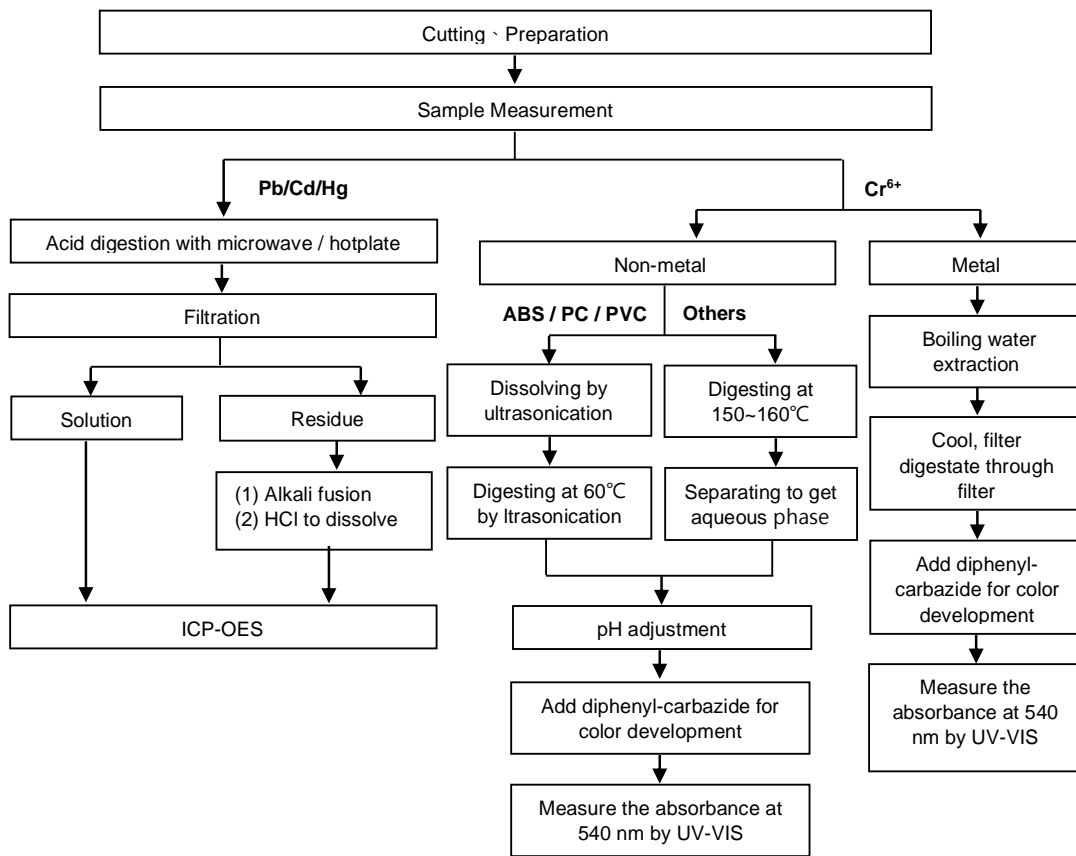 Cutting、Preparation
Sample Measurement
Pb/Cd/Hg
Cr6+
Acid digestion with microwave / hotplate
Filtration
Solution
Residue
(1) Alkali fusion
(2) HCl to dissolve
ICP-OES
Non-metal
ABS / PC / PVC
Others
Dissolving by
ultrasonication
Digesting at
150~160℃
Digesting at 60℃
by ltrasonication
Separating to get
aqueous phase
pH adjustment
Add diphenyl-carbazide for
color development
Measure the absorbance at
540 nm by UV-VIS
Metal
Boiling water
extraction
Cool, filter
digestate through
filter
Add diphenyl-
carbazide for color
development
Measure the
absorbance at 540
nm by UV-VIS